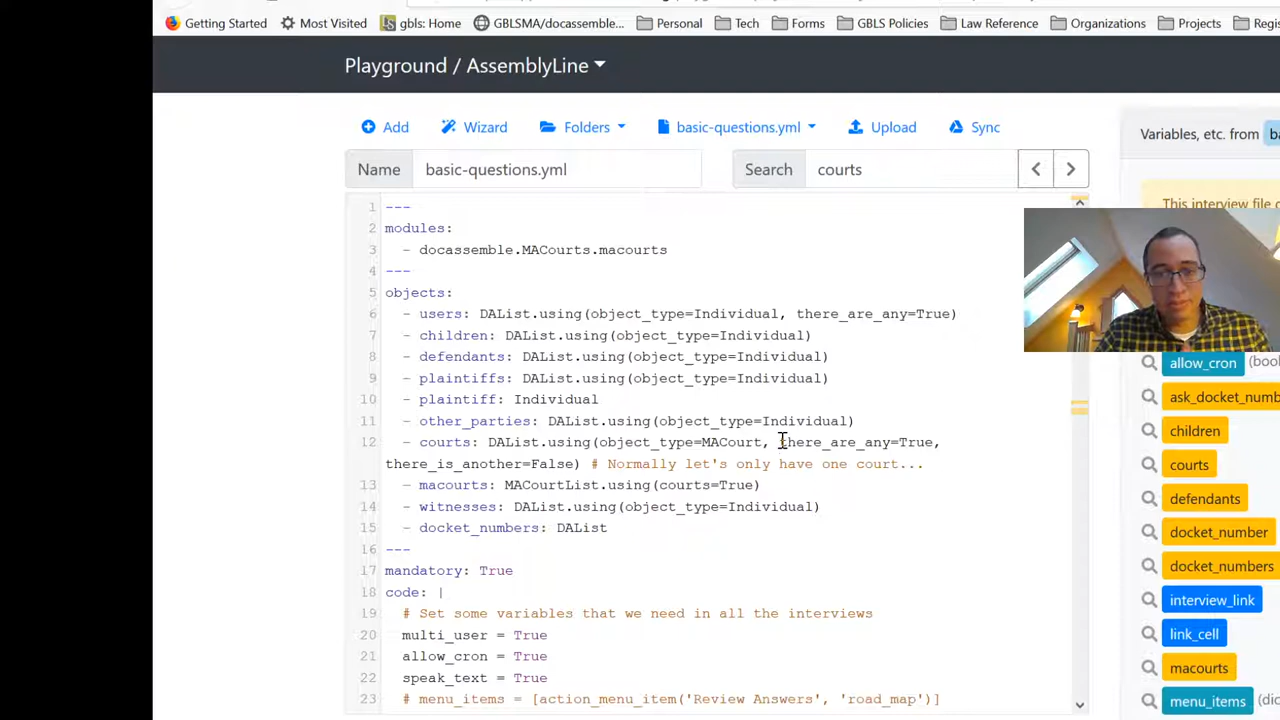 Getting Started Most Visited gbls: Home GBLSMA/docassemble... Personal Tech Forms GBLS Policies Law Reference Organizations Projects
Playground / AssemblyLine
Add Wizard Folders basic-questions.yml Upload Sync
Variables, etc. from
Name basic-questions.yml Search courts
This interview file
1 ---
2 modules:
3 - docassemble.MACourts.macourts
4 ---
5 objects:
6 - users: DAList.using(object_type=Individual, there_are_any=True)
7 - children: DAList.using(object_type=Individual)
8 - defendants: DAList.using(object_type=Individual)
9 - plaintiffs: DAList.using(object_type=Individual)
10 - plaintiff: Individual
11 - other_parties: DAList.using(object_type=Individual)
12 - courts: DAList.using(object_type=MACourt, there_are_any=True,
there_is_another=False) # Normally let's only have one court...
13 - macourts: MACourtList.using(courts=True)
14 - witnesses: DAList.using(object_type=Individual)
15 - docket_numbers: DAList
16 ---
17 mandatory: True
18 code: |
19 # Set some variables that we need in all the interviews
20 multi_user = True
21 allow_cron = True
22 speak_text = True
23 # menu_items = [action_menu_item('Review Answers', 'road_map')]
allow_cron
ask_docket_numb
children
courts
defendants
docket_number
docket_numbers
interview_link
link_cell
macourts
menu_items